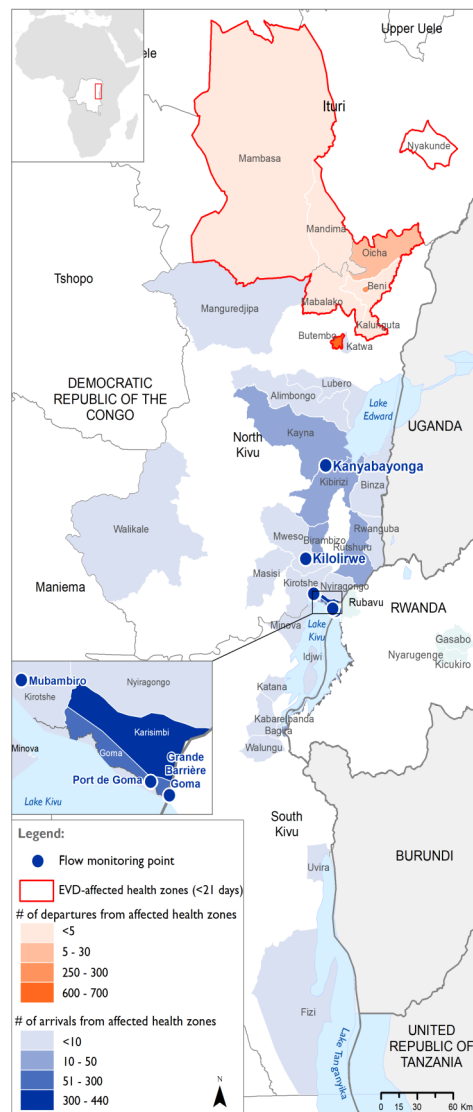 Upper Uele
ele
Ituri
Nyakunde
Mambasa
Mandima
Oicha
Tshopo
Beni
Manguredjipa
Mabalako
Kalunguta
Butembo
Katwa
DEMOCRATIC
REPUBLIC OF THE
CONGO
Lubero
Alimbongo
Lake
Edward
UGANDA
North
Kivu
Kayna
Kanyabayonga
Kibirizi
Binza
Walikale
Mweso
Birambizo
Rwanguba
Rutshuru
Kilolirwe
Masisi
Maniema
Kirotshe
Nyiragongo
Rubavu
RWANDA
Minova
Lake
Kivu
Gasabo
Nyarugenge
Kicukiro
Idjwi
Mubambiro
Nyiragongo
Kirotshe
Katana
Karisimbi
Minova
Goma
Grande
Barrière
Goma
Port de Goma
Lake Kivu
Bagira
Walungu
South
Kivu
Legend:
Flow monitoring point
EVD-affected health zones (<21 days)
# of departures from affected health zones
<5
5 - 30
250 - 300
600 - 700
# of arrivals from affected health zones
<10
10 - 50
51 - 300
300 - 440
N
BURUNDI
Uvira
Fizi
Lake Tanganyika
UNITED
REPUBLIC OF
TANZANIA
0 15 30 60 Km